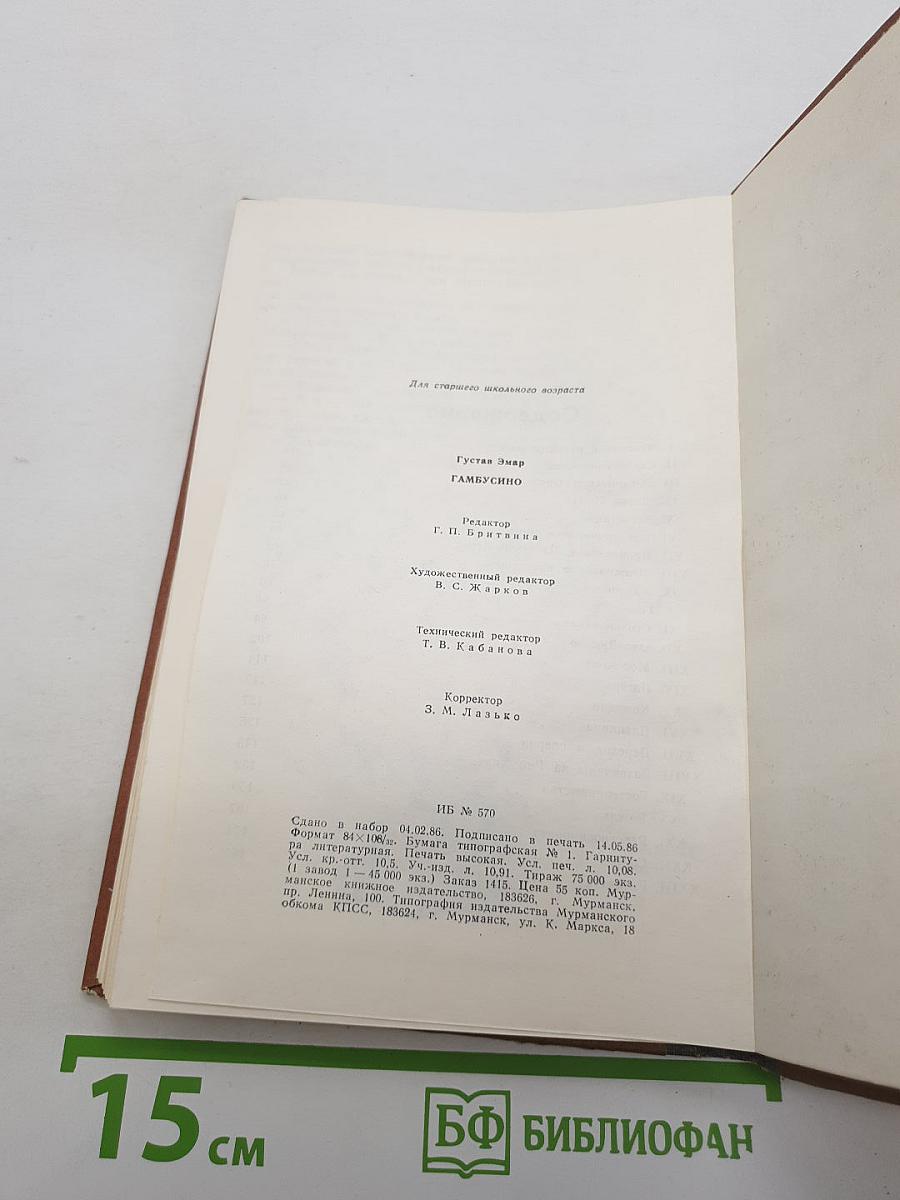 Для старшего школьного возраста
Густав Эмар
ГАМБУСИНО
Редактор
Г. П. Бритвина
Художественный редактор
В. С. Жарков
Технический редактор
Т. В. Кабанова
Корректор
З. М. Лазько
ИБ № 570
Сдано в набор 04.02.86. Подписано в печать 14.05.86
Формат 84×108/32. Бумага типографская № 1. Гарниту-
ра литературная. Печать высокая. Усл. печ. л. 10,08.
Усл. кр.-отт. 10,5. Уч.-изд. л. 10,91. Тираж 75 000 экз.
(1 завод 1 — 45 000 экз.) Заказ 1415. Цена 55 коп. Мур-
манское книжное издательство, 183626, г. Мурманск,
пр. Ленина, 100. Типография издательства Мурманского
обкома КПСС, 183624, г. Мурманск, ул. К. Маркса, 18
15 см
БФ БИБЛИОФАН